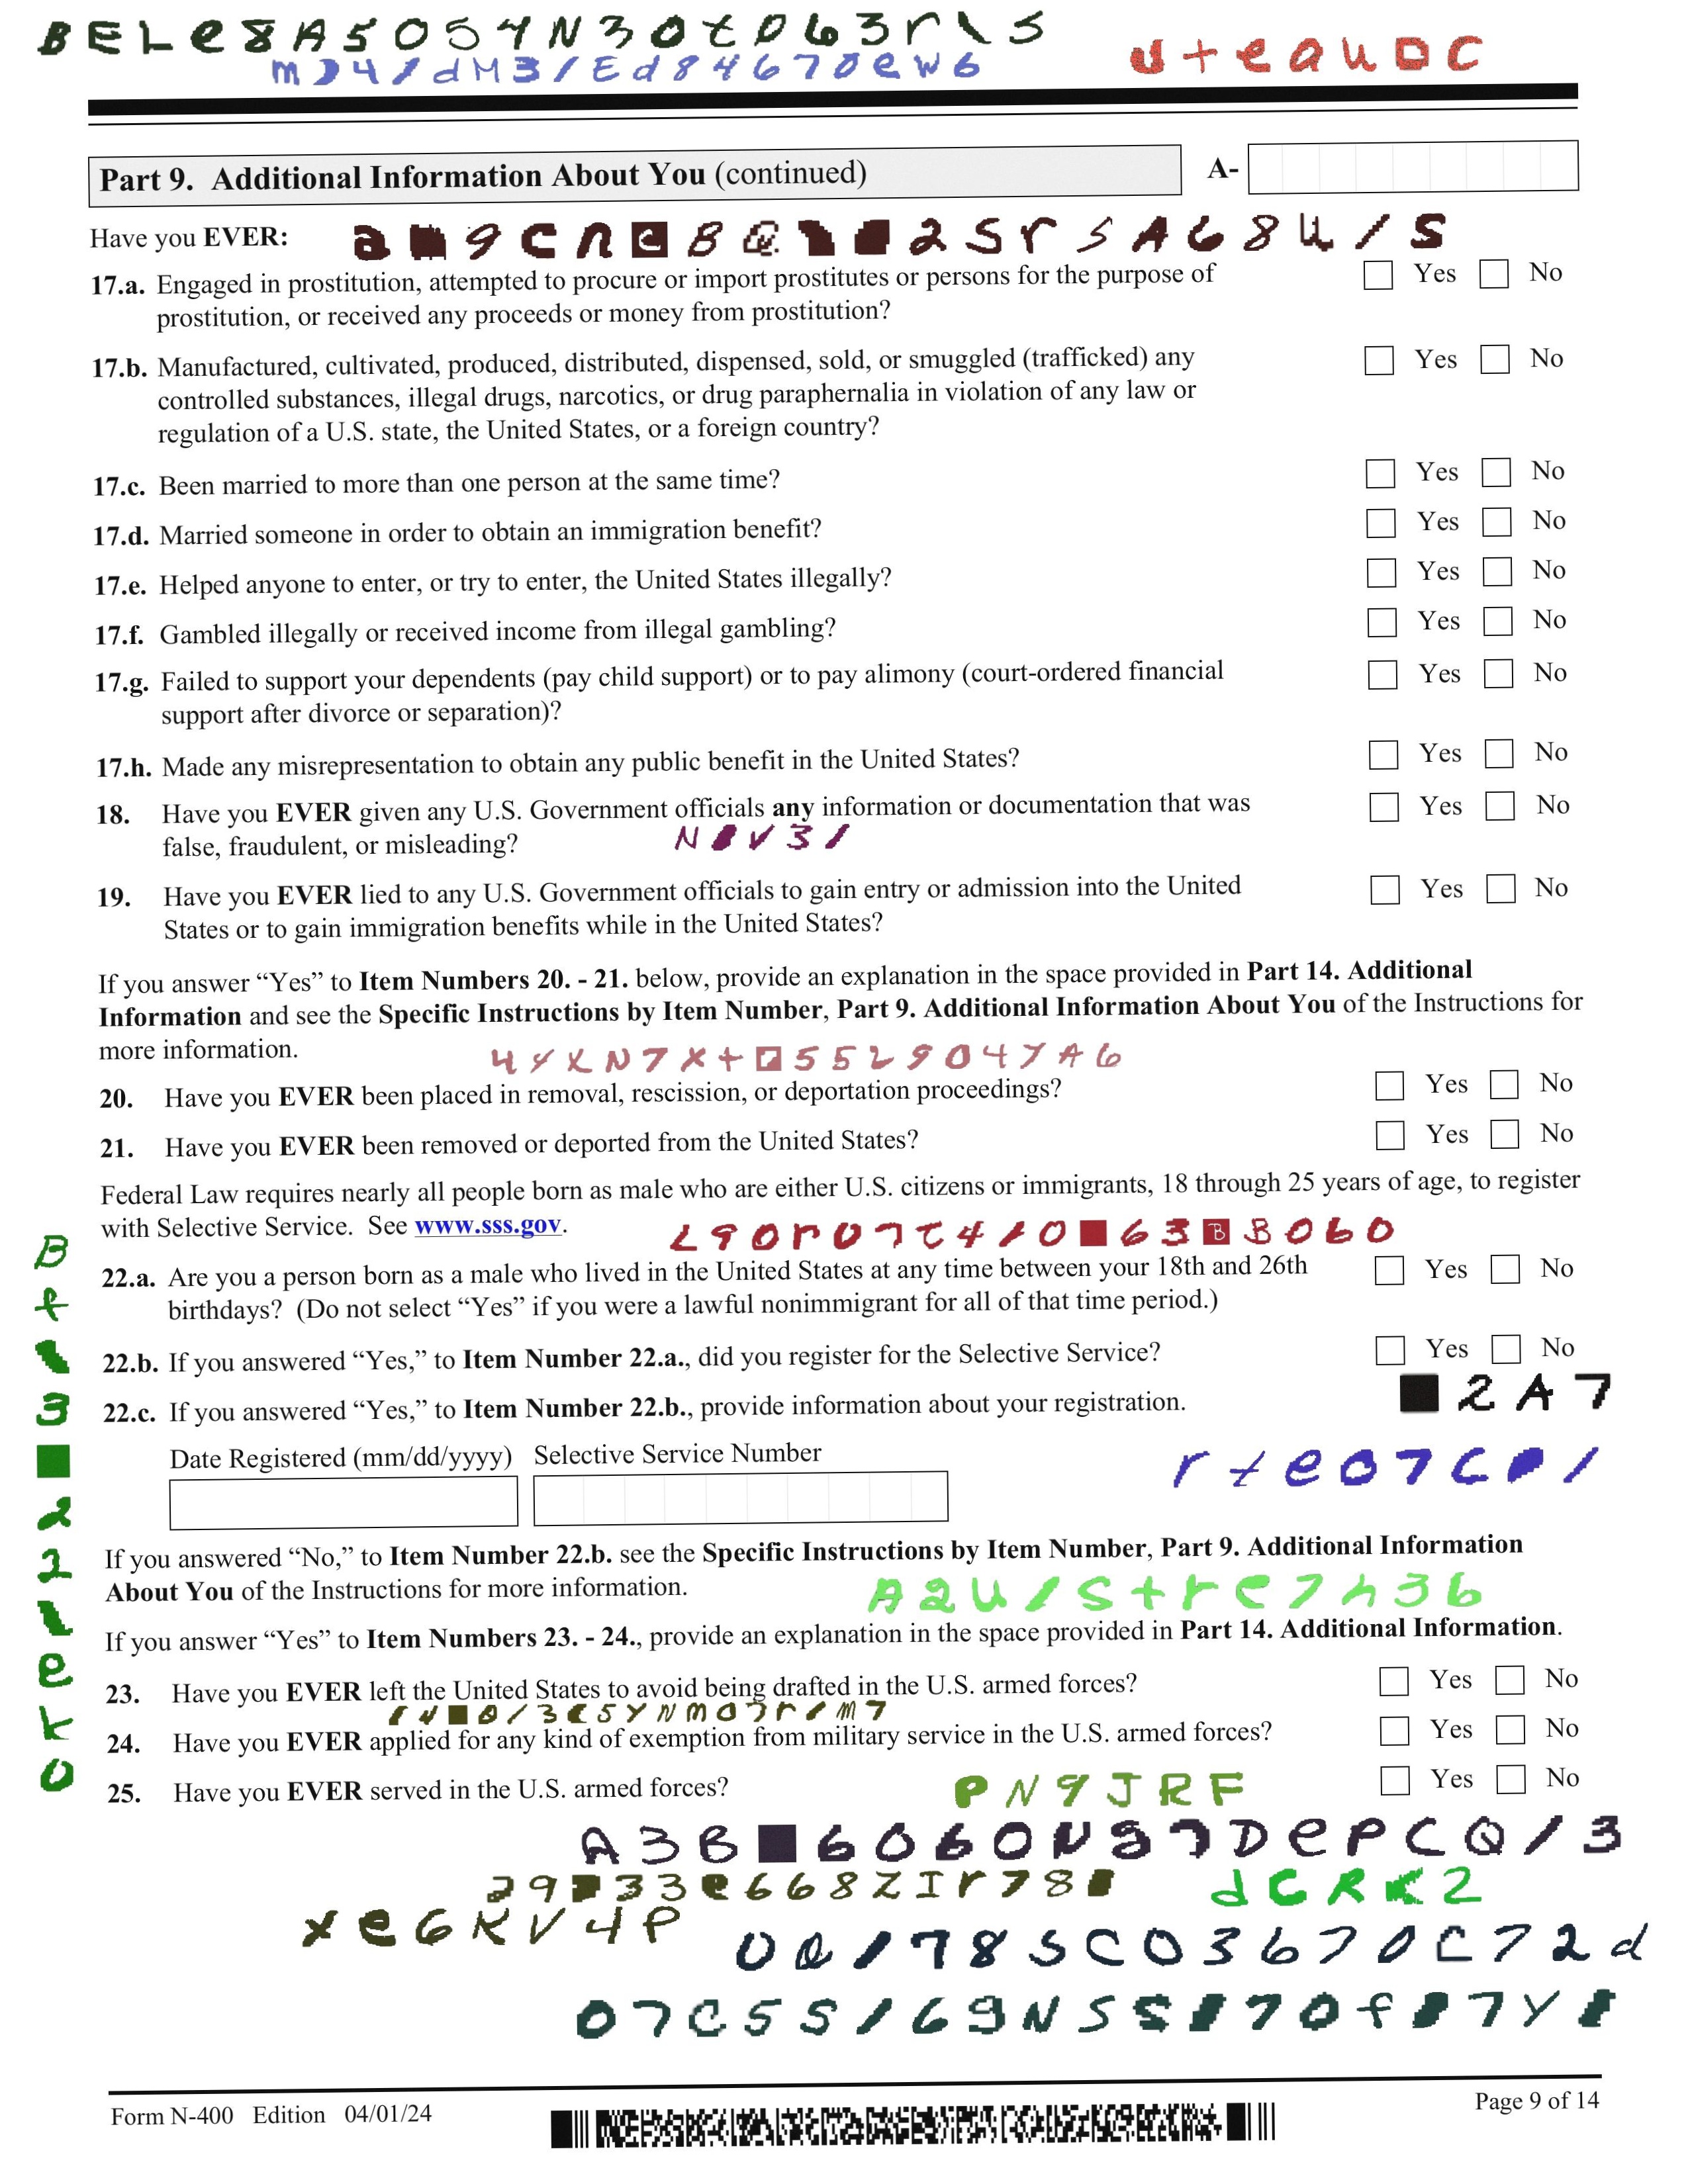 BELe8A5054N30tD63r\S
mD4/dM3/Ed84670ew6
u+eauDC
Part 9. Additional Information About You (continued)
A-
Have you EVER:
17.a. Engaged in prostitution, attempted to procure or import prostitutes or persons for the purpose of
prostitution, or received any proceeds or money from prostitution?
Yes No
17.b. Manufactured, cultivated, produced, distributed, dispensed, sold, or smuggled (trafficked) any
controlled substances, illegal drugs, narcotics, or drug paraphernalia in violation of any law or
regulation of a U.S. state, the United States, or a foreign country?
Yes No
17.c. Been married to more than one person at the same time? Yes No
17.d. Married someone in order to obtain an immigration benefit? Yes No
17.e. Helped anyone to enter, or try to enter, the United States illegally? Yes No
17.f. Gambled illegally or received income from illegal gambling? Yes No
17.g. Failed to support your dependents (pay child support) or to pay alimony (court-ordered financial
support after divorce or separation)?
Yes No
17.h. Made any misrepresentation to obtain any public benefit in the United States? Yes No
18. Have you EVER given any U.S. Government officials any information or documentation that was
false, fraudulent, or misleading?
Yes No
19. Have you EVER lied to any U.S. Government officials to gain entry or admission into the United
States or to gain immigration benefits while in the United States?
Yes No
If you answer “Yes” to Item Numbers 20. - 21. below, provide an explanation in the space provided in Part 14. Additional
Information and see the Specific Instructions by Item Number, Part 9. Additional Information About You of the Instructions for
more information.
20. Have you EVER been placed in removal, rescission, or deportation proceedings? Yes No
21. Have you EVER been removed or deported from the United States? Yes No
Federal Law requires nearly all people born as male who are either U.S. citizens or immigrants, 18 through 25 years of age, to register
with Selective Service. See www.sss.gov.
22.a. Are you a person born as a male who lived in the United States at any time between your 18th and 26th
birthdays? (Do not select “Yes” if you were a lawful nonimmigrant for all of that time period.)
Yes No
22.b. If you answered “Yes,” to Item Number 22.a., did you register for the Selective Service? Yes No
22.c. If you answered “Yes,” to Item Number 22.b., provide information about your registration.
2A7
Date Registered (mm/dd/yyyy) Selective Service Number
If you answered “No,” to Item Number 22.b. see the Specific Instructions by Item Number, Part 9. Additional Information
About You of the Instructions for more information.
A2U/S+re7h36
If you answer “Yes” to Item Numbers 23. - 24., provide an explanation in the space provided in Part 14. Additional Information.
23. Have you EVER left the United States to avoid being drafted in the U.S. armed forces? Yes No
24. Have you EVER applied for any kind of exemption from military service in the U.S. armed forces? Yes No
25. Have you EVER served in the U.S. armed forces? Yes No
PN9JRF
dCRK2
xe6KV4P
UQ/785CO3670C72d
Form N-400 Edition 04/01/24
Page 9 of 14